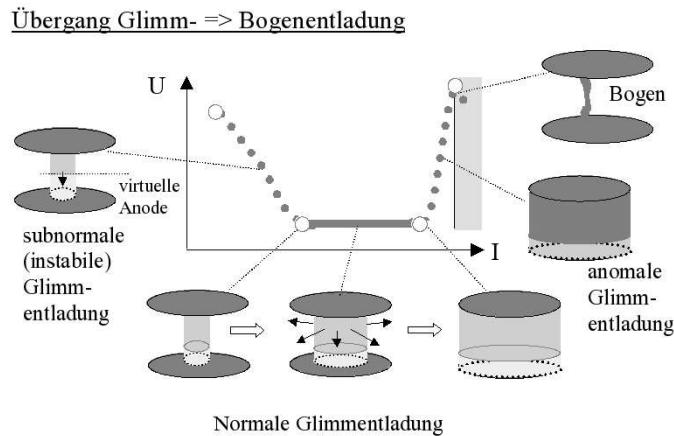 Übergang Glimm- => Bogenentladung
U
Bogen
virtuelle
Anode
subnormale
(instabile)
Glimm-
entladung
I
anomale
Glimm-
entladung
Normale Glimmentladung